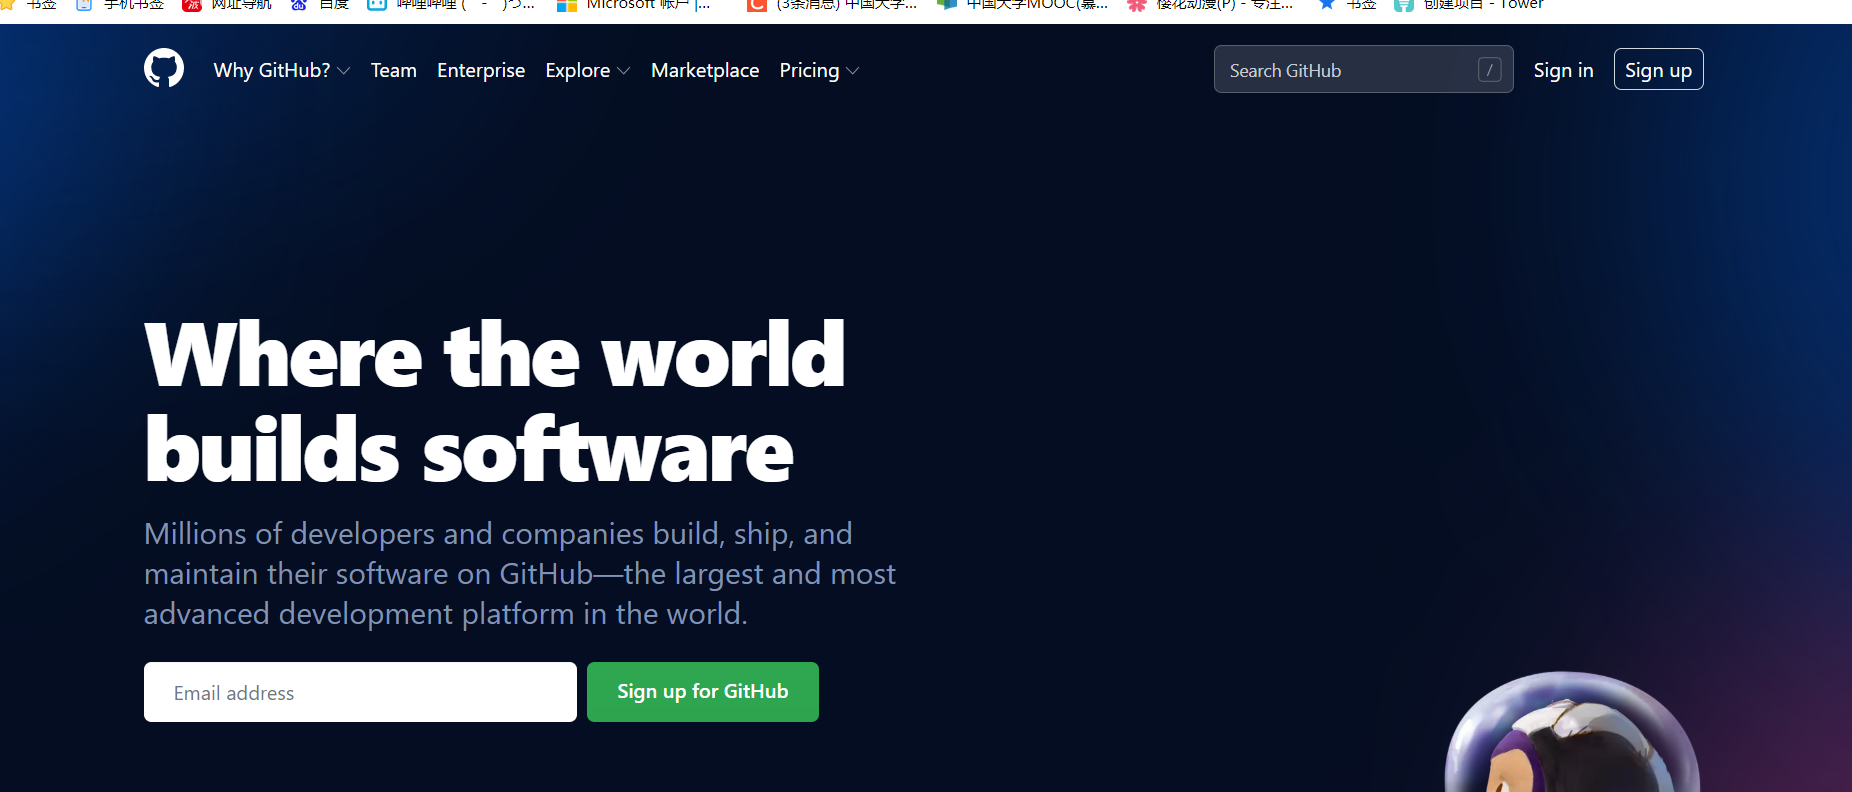 书签 手机书签 网址导航 百度 哔哩哔哩 ( ゜- ゜)つ... Microsoft 帐户 |... (3条消息) 中国大学... 中国大学MOOC(慕... 樱花动漫(P) - 专注... 书签 创建项目 - Tower
Why GitHub? Team Enterprise Explore Marketplace Pricing Search GitHub / Sign in Sign up
Where the world
builds software
Millions of developers and companies build, ship, and
maintain their software on GitHub—the largest and most
advanced development platform in the world.
Email address Sign up for GitHub